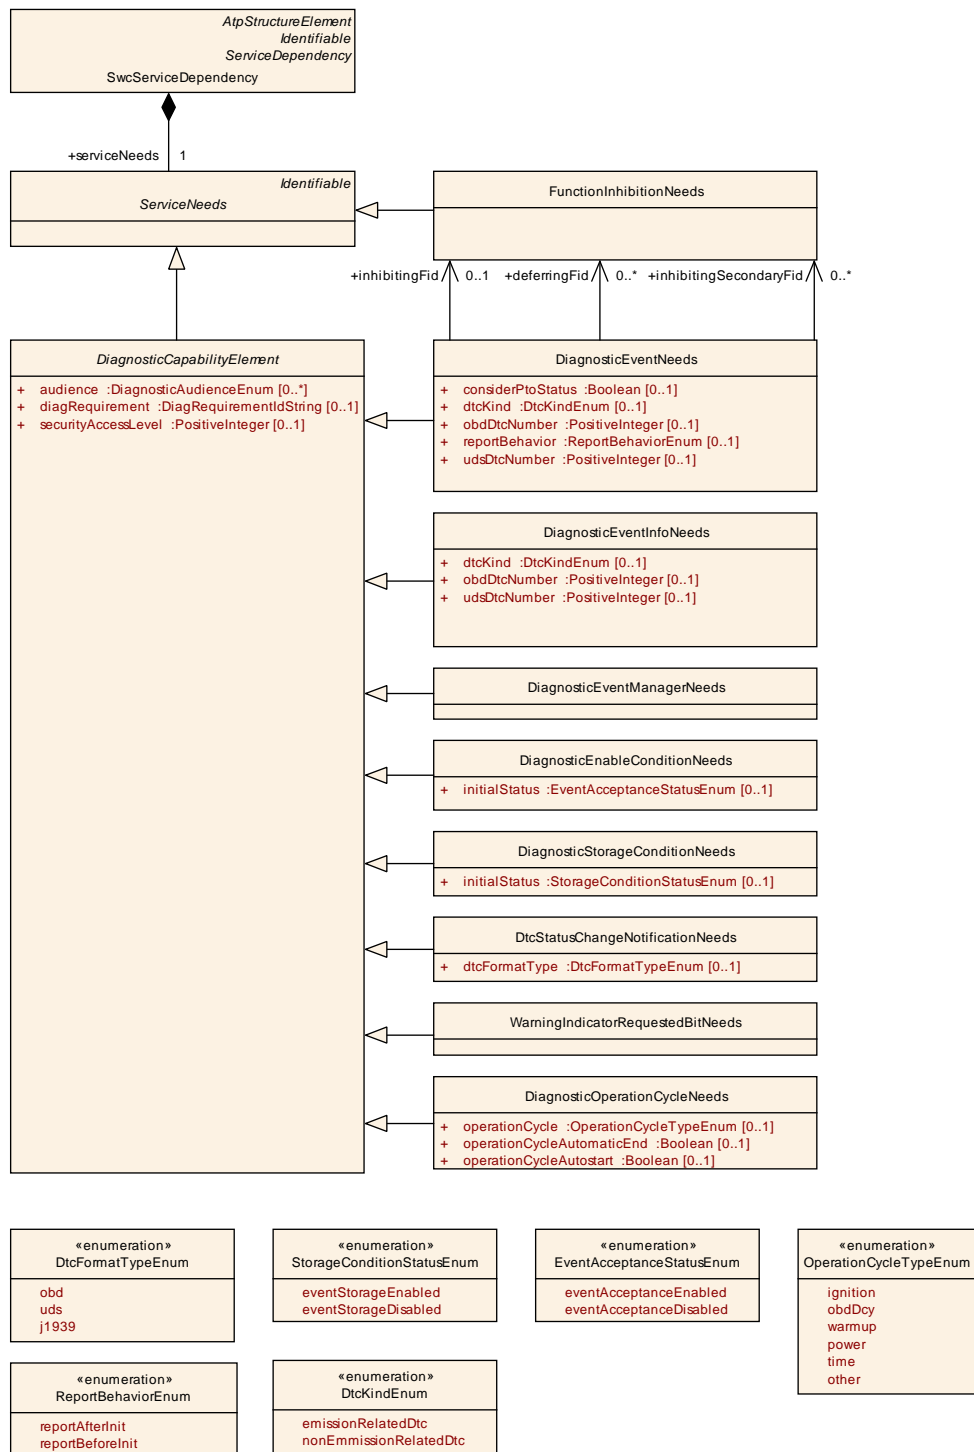 AtpStructureElement
Identifiable
ServiceDependency
SwcServiceDependency
+serviceNeeds 1
Identifiable
ServiceNeeds
FunctionInhibitionNeeds
+inhibitingFid 0..1 +deferringFid 0..* +inhibitingSecondaryFid 0..*
DiagnosticCapabilityElement
+ audience :DiagnosticAudienceEnum [0..*]
+ diagRequirement :DiagRequirementIdString [0..1]
+ securityAccessLevel :PositiveInteger [0..1]
DiagnosticEventNeeds
+ considerPtoStatus :Boolean [0..1]
+ dtcKind :DtcKindEnum [0..1]
+ obdDtcNumber :PositiveInteger [0..1]
+ reportBehavior :ReportBehaviorEnum [0..1]
+ udsDtcNumber :PositiveInteger [0..1]
DiagnosticEventInfoNeeds
+ dtcKind :DtcKindEnum [0..1]
+ obdDtcNumber :PositiveInteger [0..1]
+ udsDtcNumber :PositiveInteger [0..1]
DiagnosticEventManagerNeeds
DiagnosticEnableConditionNeeds
+ initialStatus :EventAcceptanceStatusEnum [0..1]
DiagnosticStorageConditionNeeds
+ initialStatus :StorageConditionStatusEnum [0..1]
DtcStatusChangeNotificationNeeds
+ dtcFormatType :DtcFormatTypeEnum [0..1]
WarningIndicatorRequestedBitNeeds
DiagnosticOperationCycleNeeds
+ operationCycle :OperationCycleTypeEnum [0..1]
+ operationCycleAutomaticEnd :Boolean [0..1]
+ operationCycleAutostart :Boolean [0..1]
«enumeration»
DtcFormatTypeEnum
obd
uds
j1939
«enumeration»
StorageConditionStatusEnum
eventStorageEnabled
eventStorageDisabled
«enumeration»
EventAcceptanceStatusEnum
eventAcceptanceEnabled
eventAcceptanceDisabled
«enumeration»
OperationCycleTypeEnum
ignition
obdDcy
warmup
power
time
other
«enumeration»
ReportBehaviorEnum
reportAfterInit
reportBeforeInit
«enumeration»
DtcKindEnum
emissionRelatedDtc
nonEmmissionRelatedDtc